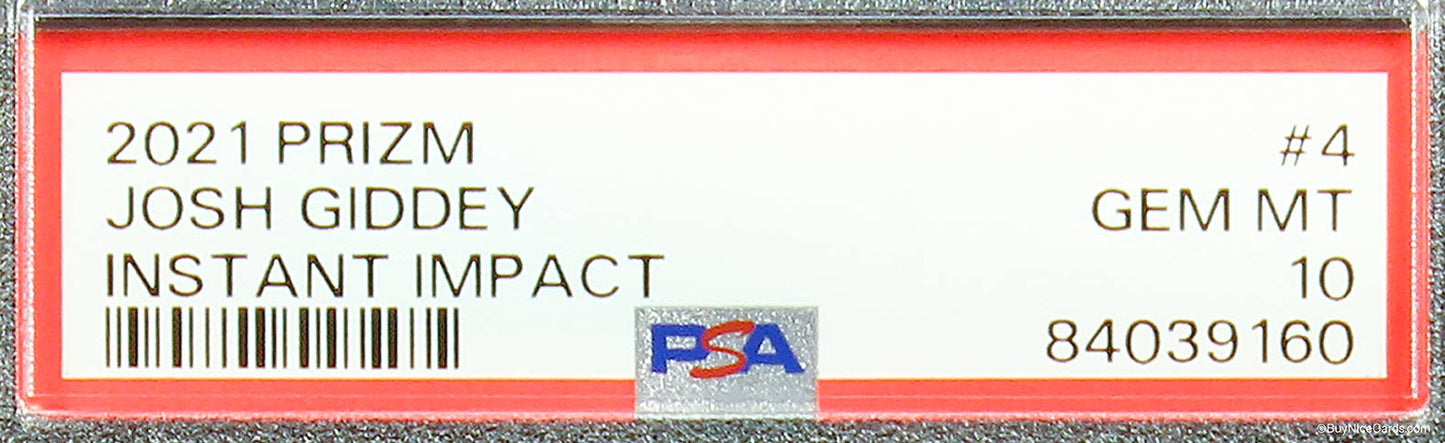 2021 PRIZM #4
JOSH GIDDEY GEM MT
INSTANT IMPACT 10
84039160
PSA
©BuyNiceCards.com